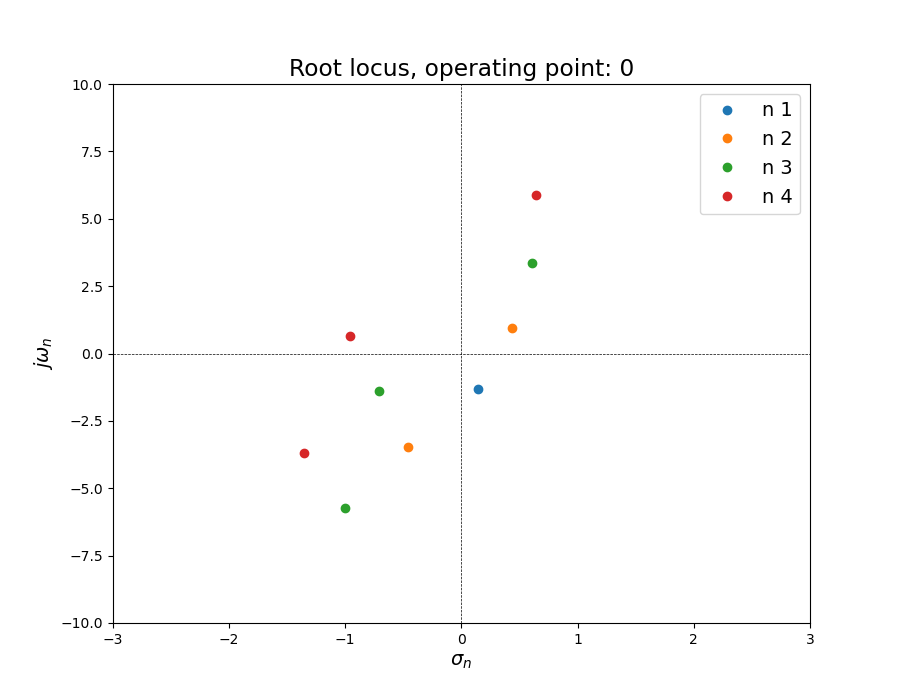 Root locus, operating point: 0
10.0
7.5
5.0
2.5
0.0
−2.5
−5.0
−7.5
−10.0
jωₙ
n 1
n 2
n 3
n 4
−3 −2 −1 0 1 2 3
σₙ